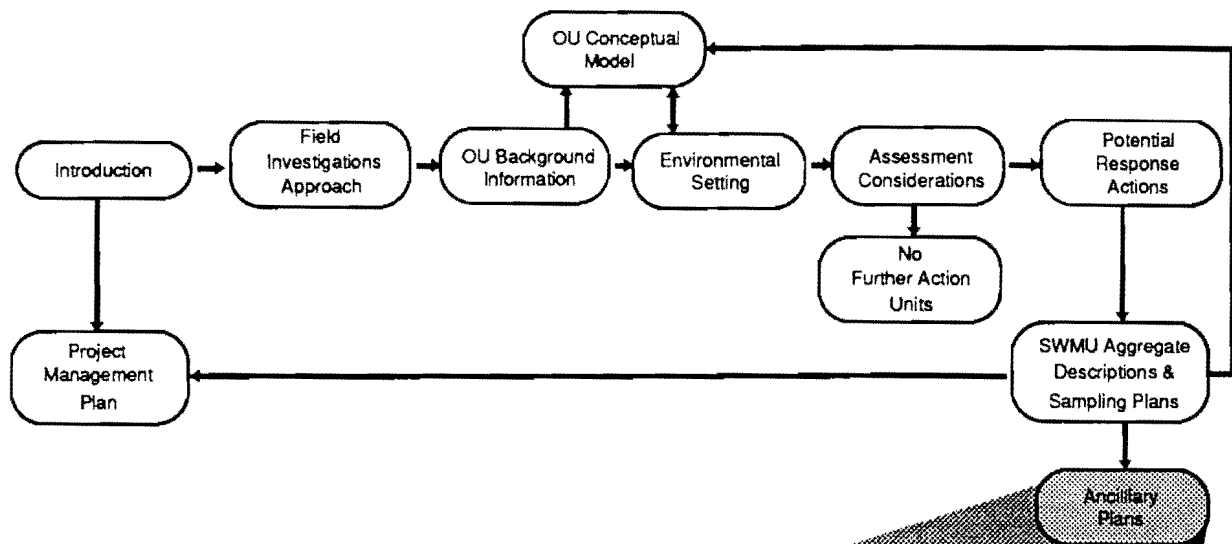 OU Conceptual
Model
Introduction
Field
Investigations
Approach
OU Background
Information
Environmental
Setting
Assessment
Considerations
Potential
Response
Actions
No
Further Action
Units
Project
Management
Plan
SWMU Aggregate
Descriptions &
Sampling Plans
Ancillary
Plans